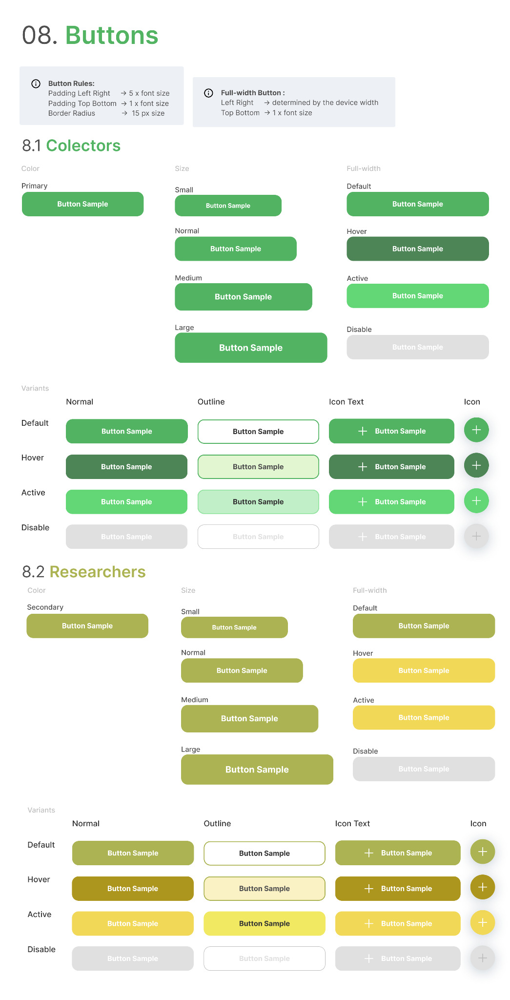 08. Buttons
Button Rules:
Padding Left Right → 5 x font size
Padding Top Bottom → 1 x font size
Border Radius → 15 px size
Full-width Button :
Left Right → determined by the device width
Top Bottom → 1 x font size
8.1 Colectors
Color Size Full-width
Primary
Button Sample
Small
Button Sample
Normal
Button Sample
Medium
Button Sample
Large
Button Sample
Default
Button Sample
Hover
Button Sample
Active
Button Sample
Disable
Button Sample
Variants
Normal Outline Icon Text Icon
Default Button Sample Button Sample Button Sample
Hover Button Sample Button Sample Button Sample
Active Button Sample Button Sample Button Sample
Disable Button Sample Button Sample Button Sample
8.2 Researchers
Color Size Full-width
Secondary
Button Sample
Small
Button Sample
Normal
Button Sample
Medium
Button Sample
Large
Button Sample
Default
Button Sample
Hover
Button Sample
Active
Button Sample
Disable
Button Sample
Variants
Normal Outline Icon Text Icon
Default Button Sample Button Sample Button Sample
Hover Button Sample Button Sample Button Sample
Active Button Sample Button Sample Button Sample
Disable Button Sample Button Sample Button Sample